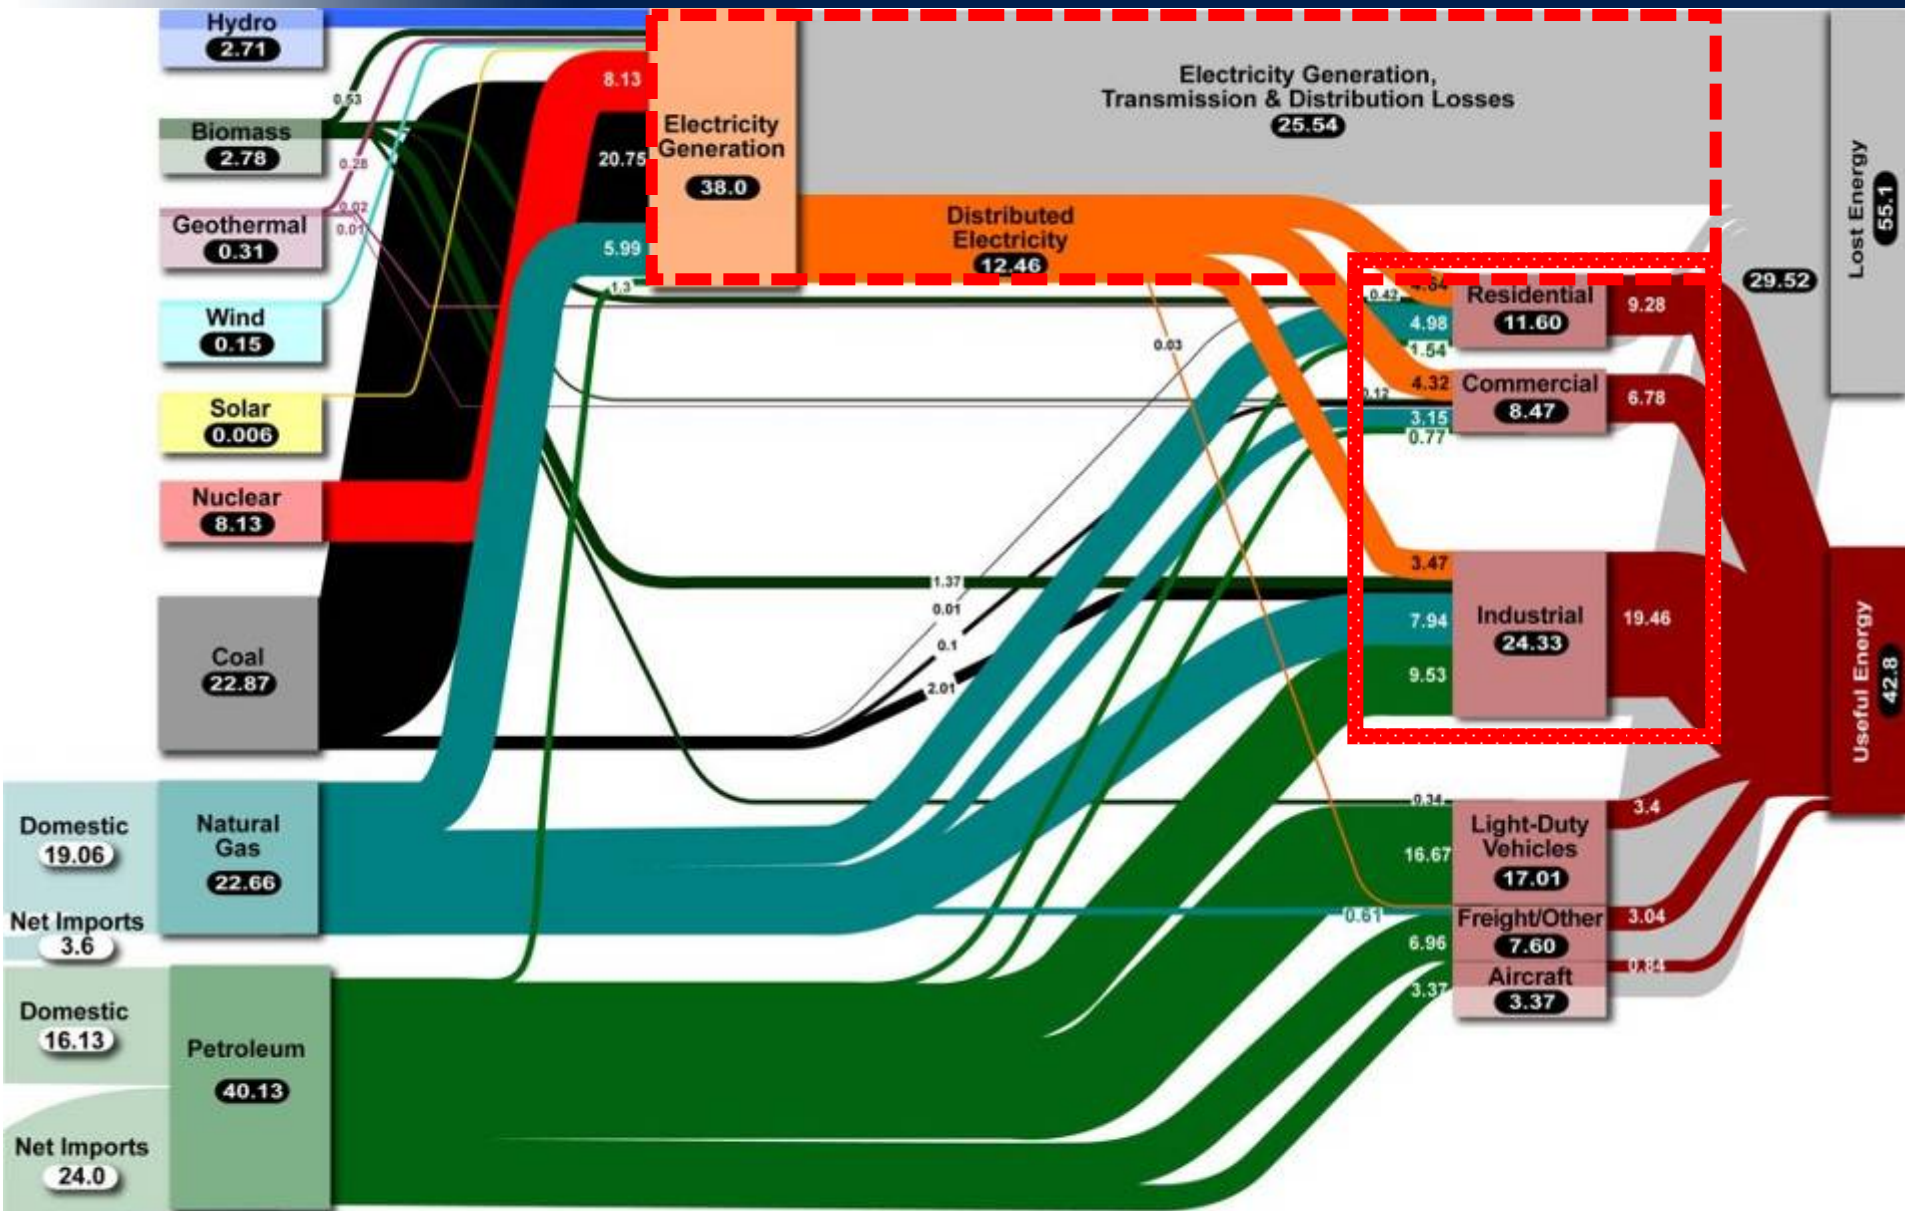 Hydro
2.71
Biomass
2.78
Geothermal
0.31
Wind
0.15
Solar
0.006
Nuclear
8.13
Coal
22.87
Domestic
19.06
Net Imports
3.6
Natural
Gas
22.66
Domestic
16.13
Net Imports
24.0
Petroleum
40.13
0.53
0.28
0.02
0.01
8.13
20.75
5.99
1.3
Electricity
Generation
38.0
Electricity Generation,
Transmission & Distribution Losses
25.54
Distributed
Electricity
12.46
0.03
1.37
0.01
0.1
2.01
0.42
4.98
1.54
4.32
0.12
3.15
0.77
3.47
7.94
9.53
0.34
16.67
0.61
6.96
3.37
Residential
11.60
Commercial
8.47
Industrial
24.33
Light-Duty
Vehicles
17.01
Freight/Other
7.60
Aircraft
3.37
9.28
6.78
19.46
3.4
3.04
0.84
29.52
Lost Energy
55.1
Useful Energy
42.8